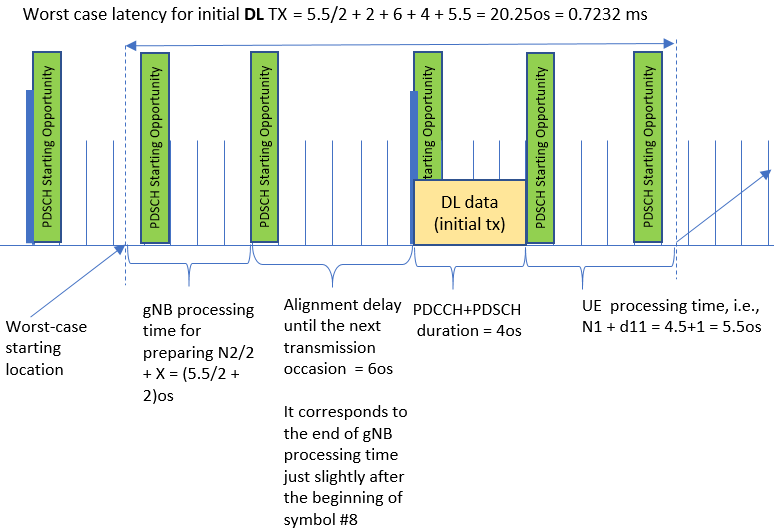 Worst case latency for initial DL TX = 5.5/2 + 2 + 6 + 4 + 5.5 = 20.25os = 0.7232 ms
PDSCH Starting Opportunity
PDSCH Starting Opportunity
PDSCH Starting Opportunity
tarting Opportunity
PDSCH Starting Opportunity
PDSCH Starting Opportunity
DL data
(initial tx)
Worst-case
starting
location
gNB processing
time for
preparing N2/2
+ X = (5.5/2 +
2)os
Alignment delay
until the next
transmission
occasion  = 6os
It corresponds to
the end of gNB
processing time
just slightly after
the beginning of
symbol #8
PDCCH+PDSCH
duration = 4os
UE  processing time, i.e.,
N1 + d11 = 4.5+1 = 5.5os